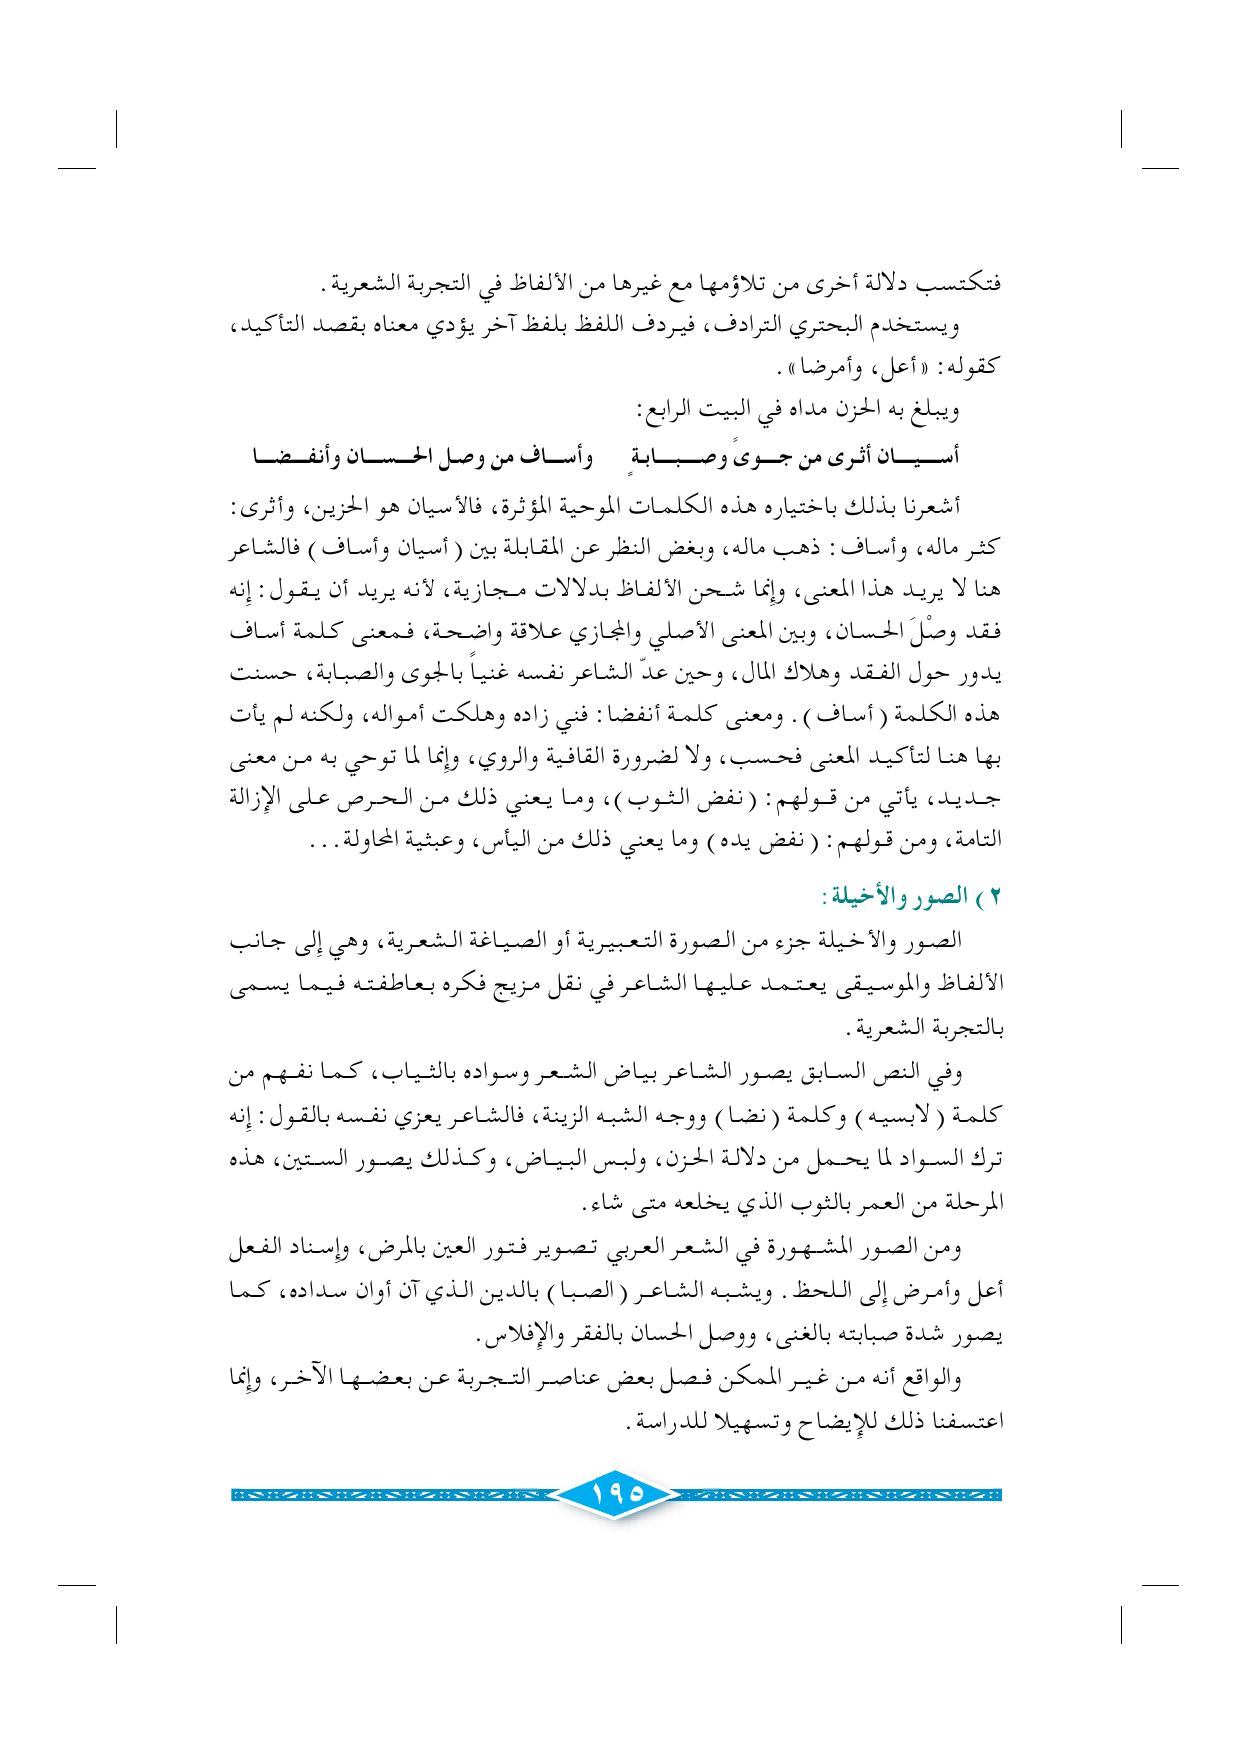 فتكتسب دلالة أخرى من تلاؤمها مع غيرها من الألفاظ في التجربة الشعرية.
ويستخدم البحتري الترادف، فيردف اللفظ بلفظ آخر يؤدي معناه بقصد التأكيد،
كقوله: «أعل، وأمرضا».
ويبلغ به الحزن مداه في البيت الرابع:
أسيان أثرى من جوىً وصبابةٍ وأساف من وصل الحسان وأنفضا
أشعرنا بذلك باختياره هذه الكلمات الموحية المؤثرة، فالأسيان هو الحزين، وأثرى:
كثر ماله، وأساف: ذهب ماله، وبغض النظر عن المقابلة بين (أسيان وأساف) فالشاعر
هنا لا يريد هذا المعنى، وإنما شحن الألفاظ بدلالات مجازية، لأنه يريد أن يقول: إنه
فقد وصْلَ الحسان، وبين المعنى الأصلي والمجازي علاقة واضحة، فمعنى كلمة أساف
يدور حول الفقد وهلاك المال، وحين عدّ الشاعر نفسه غنياً بالجوى والصبابة، حسنت
هذه الكلمة (أساف). ومعنى كلمة أنفضا: فني زاده وهلكت أمواله، ولكنه لم يأت
بها هنا لتأكيد المعنى فحسب، ولا لضرورة القافية والروي، وإنما لما توحي به من معنى
جديد، يأتي من قولهم: (نفض الثوب)، وما يعني ذلك من الحرص على الإزالة
التامة، ومن قولهم: (نفض يده) وما يعني ذلك من اليأس، وعبثية المحاولة...
٢) الصور والأخيلة:
الصور والأخيلة جزء من الصورة التعبيرية أو الصياغة الشعرية، وهي إلى جانب
الألفاظ والموسيقى يعتمد عليها الشاعر في نقل مزيج فكره بعاطفته فيما يسمى
بالتجربة الشعرية.
وفي النص السابق يصور الشاعر بياض الشعر وسواده بالثياب، كما نفهم من
كلمة (لابسيه) وكلمة (نضا) ووجه الشبه الزينة، فالشاعر يعزي نفسه بالقول: إنه
ترك السواد لما يحمل من دلالة الحزن، ولبس البياض، وكذلك يصور الستين، هذه
المرحلة من العمر بالثوب الذي يخلعه متى شاء.
ومن الصور المشهورة في الشعر العربي تصوير فتور العين بالمرض، وإسناد الفعل
أعل وأمرض إلى اللحظ. ويشبه الشاعر (الصبا) بالدين الذي آن أوان سداده، كما
يصور شدة صبابته بالغنى، ووصل الحسان بالفقر والإفلاس.
والواقع أنه من غير الممكن فصل بعض عناصر التجربة عن بعضها الآخر، وإنما
اعتسفنا ذلك للإيضاح وتسهيلا للدراسة.
١٩٥